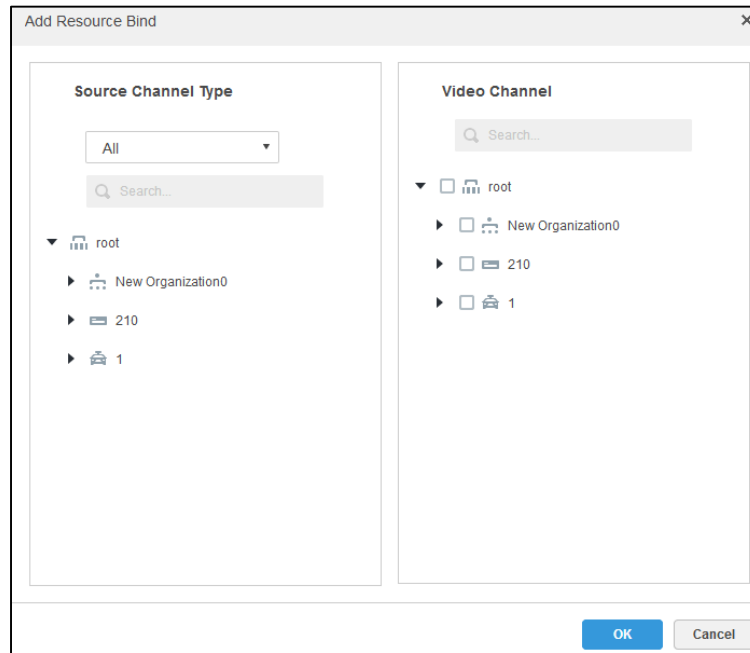 Add Resource Bind
Source Channel Type
All
Search...
root
New Organization0
210
1
Video Channel
Search...
root
New Organization0
210
1
OK
Cancel